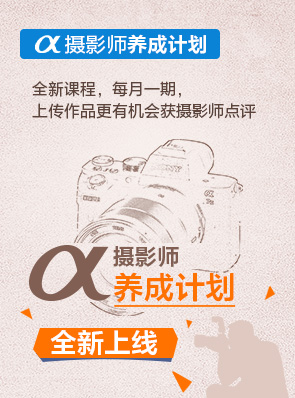 α摄影师养成计划
全新课程，每月一期，
上传作品更有机会获摄影师点评
α摄影师
养成计划
全新上线